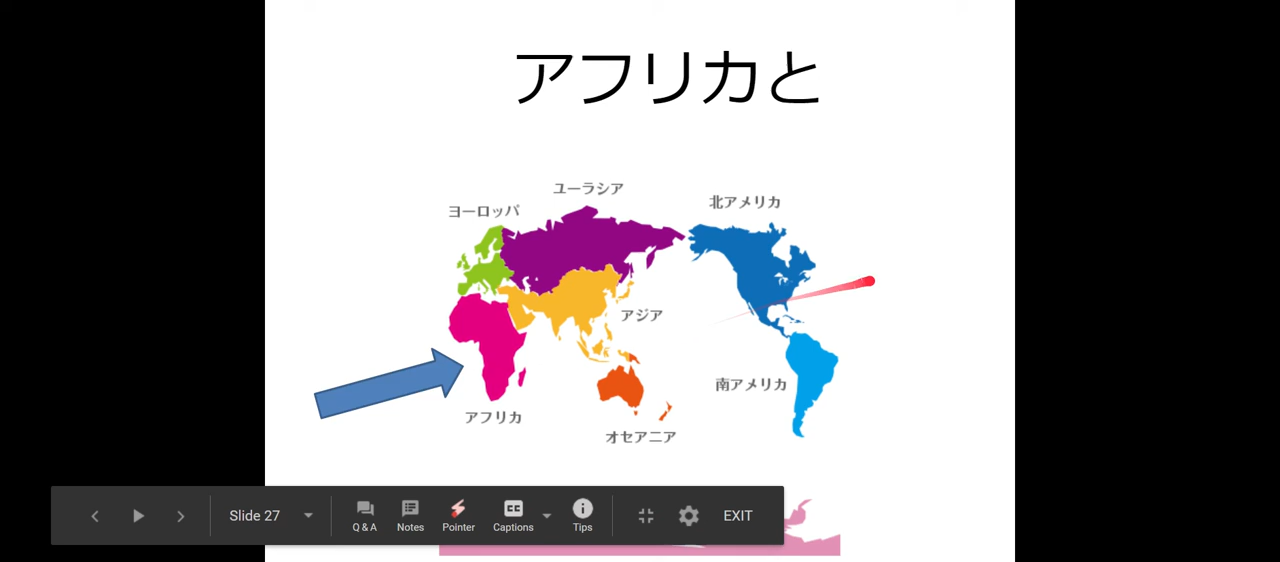 アフリカと
ユーラシア
ヨーロッパ
北アメリカ
アジア
南アメリカ
アフリカ
オセアニア
Slide 27
Q & A
Notes
Pointer
CC
Captions
Tips
EXIT